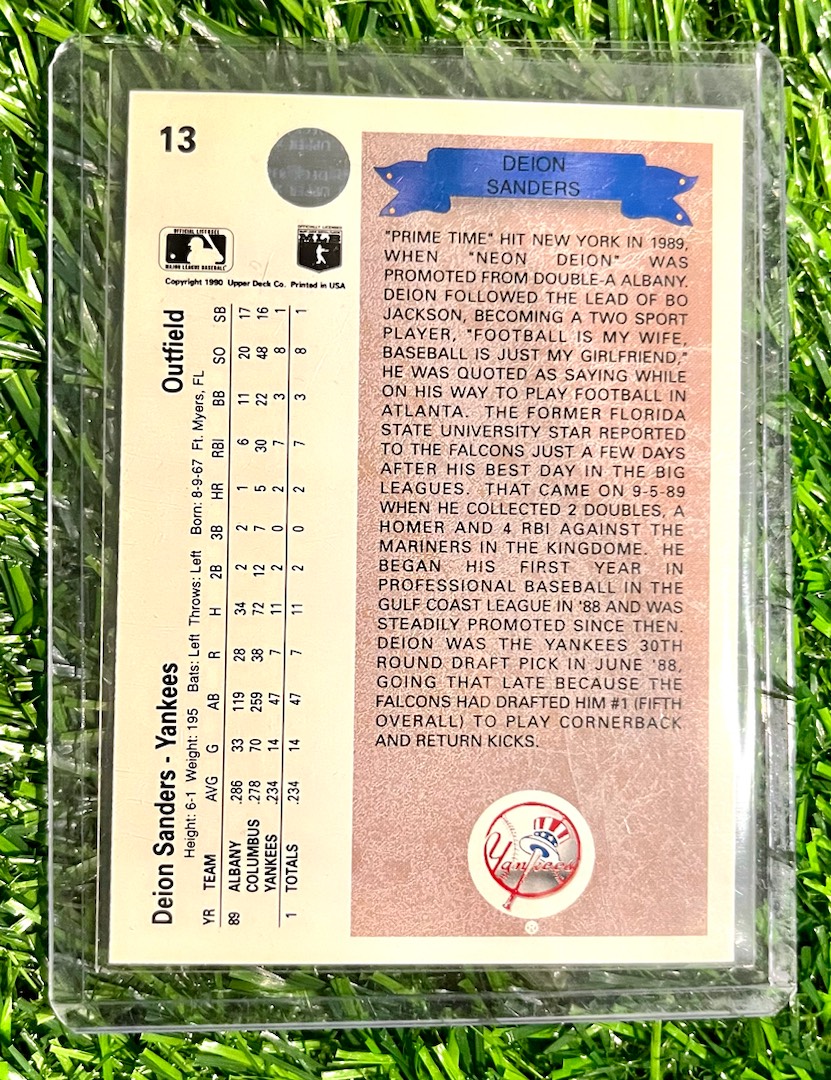 13
UPPER
DECK
UPPER
OFFICIAL LICENSEE
MAJOR LEAGUE BASEBALL
Copyright 1990 Upper Deck Co. Printed in USA
Deion Sanders - Yankees Outfield
Height: 6-1 Weight: 195 Bats: Left Throws: Left Born: 8-9-67 Ft. Myers, FL
YR TEAM AVG G AB R H 2B 3B HR RBI BB SO SB
89 ALBANY .286 33 119 28 34 2 2 1 6 11 20 17
COLUMBUS .278 70 259 38 72 12 7 5 30 22 48 16
YANKEES .234 14 47 7 11 2 0 2 7 3 8 1
1 TOTALS .234 14 47 7 11 2 0 2 7 3 8 1
DEION
SANDERS
"PRIME TIME" HIT NEW YORK IN 1989,
WHEN "NEON DEION" WAS
PROMOTED FROM DOUBLE-A ALBANY.
DEION FOLLOWED THE LEAD OF BO
JACKSON, BECOMING A TWO SPORT
PLAYER, "FOOTBALL IS MY WIFE,
BASEBALL IS JUST MY GIRLFRIEND,"
HE WAS QUOTED AS SAYING WHILE
ON HIS WAY TO PLAY FOOTBALL IN
ATLANTA. THE FORMER FLORIDA
STATE UNIVERSITY STAR REPORTED
TO THE FALCONS JUST A FEW DAYS
AFTER HIS BEST DAY IN THE BIG
LEAGUES. THAT CAME ON 9-5-89
WHEN HE COLLECTED 2 DOUBLES, A
HOMER AND 4 RBI AGAINST THE
MARINERS IN THE KINGDOME. HE
BEGAN HIS FIRST YEAR IN
PROFESSIONAL BASEBALL IN THE
GULF COAST LEAGUE IN '88 AND WAS
STEADILY PROMOTED SINCE THEN.
DEION WAS THE YANKEES 30TH
ROUND DRAFT PICK IN JUNE '88,
GOING THAT LATE BECAUSE THE
FALCONS HAD DRAFTED HIM #1 (FIFTH
OVERALL) TO PLAY CORNERBACK
AND RETURN KICKS.
Yankees
®